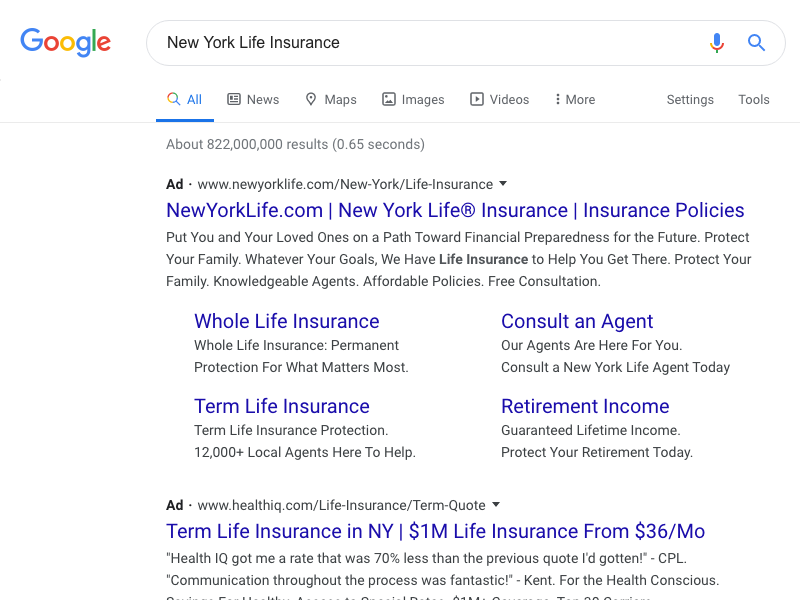 Google
New York Life Insurance
All News Maps Images Videos More Settings Tools
About 822,000,000 results (0.65 seconds)
Ad · www.newyorklife.com/New-York/Life-Insurance
NewYorkLife.com | New York Life® Insurance | Insurance Policies
Put You and Your Loved Ones on a Path Toward Financial Preparedness for the Future. Protect
Your Family. Whatever Your Goals, We Have Life Insurance to Help You Get There. Protect Your
Family. Knowledgeable Agents. Affordable Policies. Free Consultation.
Whole Life Insurance
Whole Life Insurance: Permanent
Protection For What Matters Most.
Consult an Agent
Our Agents Are Here For You.
Consult a New York Life Agent Today
Term Life Insurance
Term Life Insurance Protection.
12,000+ Local Agents Here To Help.
Retirement Income
Guaranteed Lifetime Income.
Protect Your Retirement Today.
Ad · www.healthiq.com/Life-Insurance/Term-Quote
Term Life Insurance in NY | $1M Life Insurance From $36/Mo
"Health IQ got me a rate that was 70% less than the previous quote I'd gotten!" - CPL.
"Communication throughout the process was fantastic!" - Kent. For the Health Conscious.